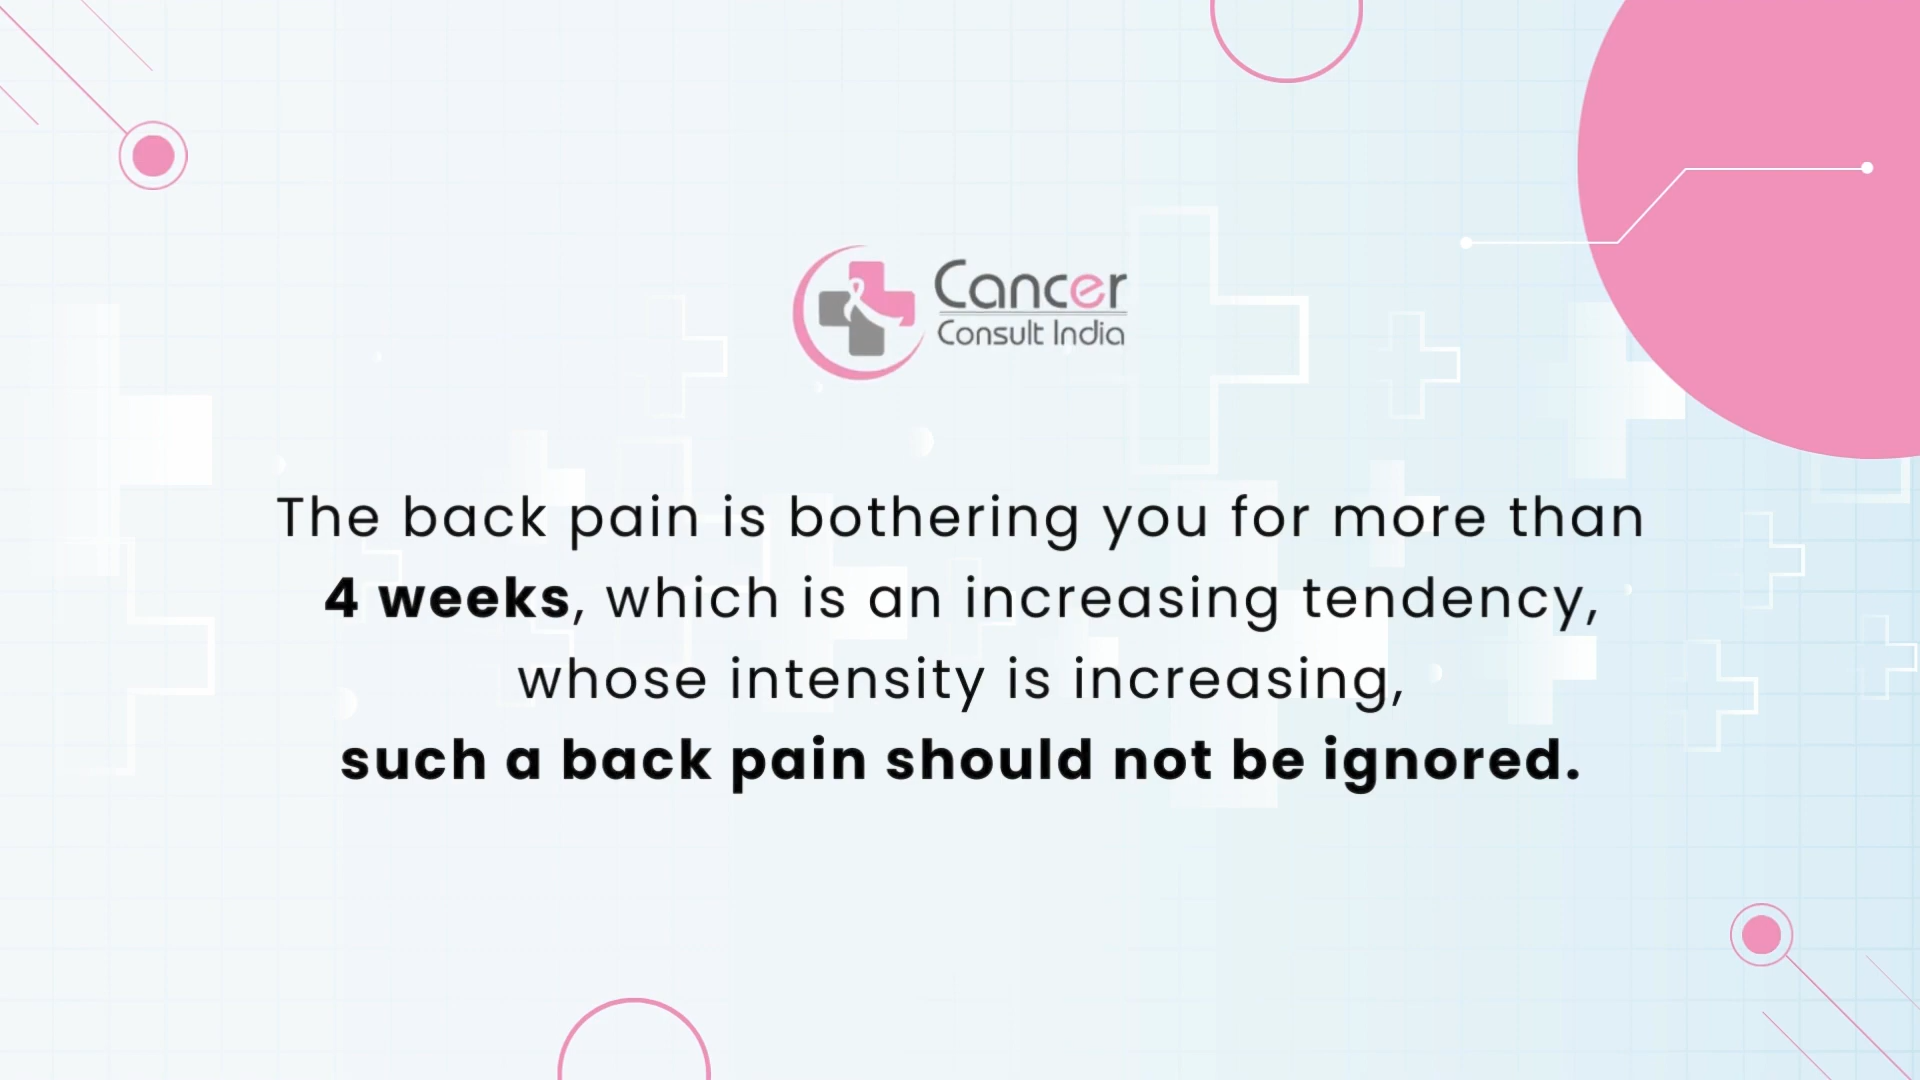 Cancer
Consult India
The back pain is bothering you for more than
4 weeks, which is an increasing tendency,
whose intensity is increasing,
such a back pain should not be ignored.